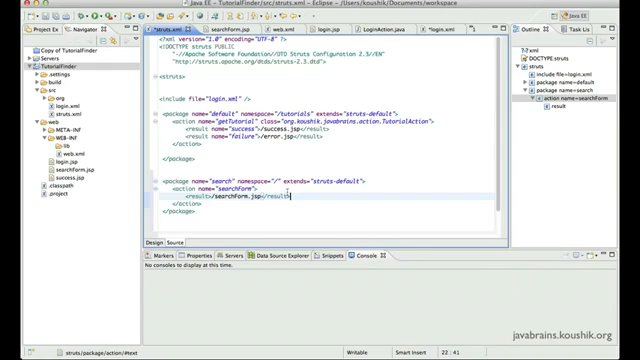 Java EE - TutorialFinder/src/struts.xml - Eclipse - /Users/koushik/Documents/workspace
Java EE
Project Ex
Navigator
Copy of TutorialFinder
Servers
TutorialFinder
.settings
build
src
org
login.xml
struts.xml
web
META-INF
WEB-INF
lib
web.xml
login.jsp
searchForm.jsp
success.jsp
.classpath
.project
*struts.xml
searchForm.jsp
web.xml
login.jsp
LoginAction.java
*login.xml
<?xml version="1.0" encoding="UTF-8" ?>
<!DOCTYPE struts PUBLIC
"-//Apache Software Foundation//DTD Struts Configuration 2.3//EN"
"http://struts.apache.org/dtds/struts-2.3.dtd">
<struts>
<include file="login.xml" />
<package name="default" namespace="/tutorials" extends="struts-default">
<action name="getTutorial" class="org.koushik.javabrains.action.TutorialAction">
<result name="success">/success.jsp</result>
<result name="failure">/error.jsp</result>
</action>
</package>
<package name="search" namespace="/" extends="struts-default">
<action name="searchForm">
<result>/searchForm.jsp</result>
</action>
</package>
Design
Source
Outline
Task List
xml
DOCTYPE:struts
struts
include file=login.xml
package name=default
package name=search
action name=searchForm
result
Markers
Properties
Servers
Data Source Explorer
Snippets
Console
No consoles to display at this time.
javabrains.koushik.org
struts/package/action/#text
Writable
Smart Insert
22 : 41